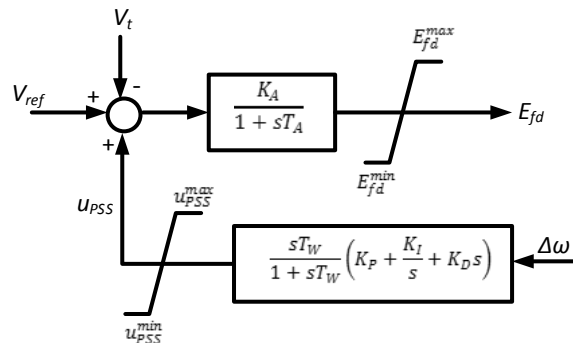 V_t
V_ref
+
-
+
K_A / (1 + sT_A)
E_fd^max
E_fd^min
E_fd
u_PSS
u_PSS^max
u_PSS^min
sT_W / (1 + sT_W) (K_P + K_I / s + K_D s)
Δω